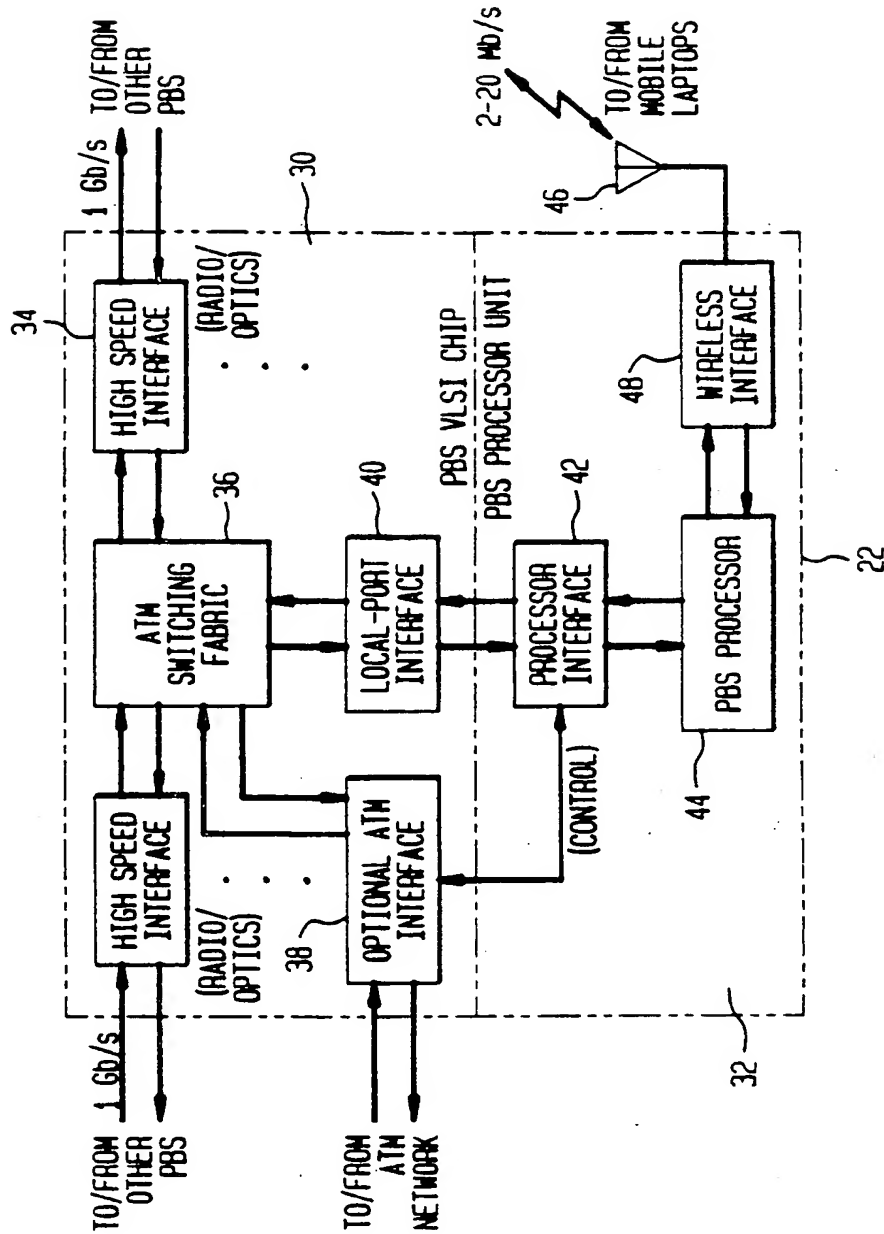 TO/FROM
OTHER
PBS
1 Gb/s
HIGH SPEED
INTERFACE
(RADIO/
OPTICS)
ATM
SWITCHING
FABRIC
36
34
HIGH SPEED
INTERFACE
(RADIO/
OPTICS)
1 Gb/s
TO/FROM
OTHER
PBS
30
TO/FROM
ATM
NETWORK
38
OPTIONAL ATM
INTERFACE
LOCAL-PORT
INTERFACE
40
PBS VLSI CHIP
PBS PROCESSOR UNIT
(CONTROL)
PROCESSOR
INTERFACE
42
46
2-20 Mb/s
TO/FROM
MOBILE
LAPTOPS
32
44
PBS PROCESSOR
48
WIRELESS
INTERFACE
22